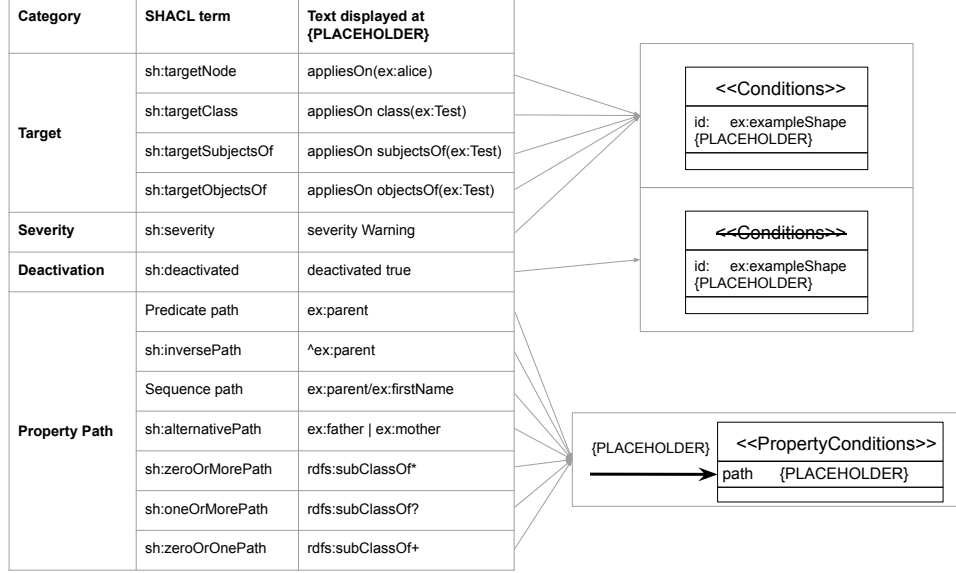 Category SHACL term Text displayed at
{PLACEHOLDER}
Target
sh:targetNode appliesOn(ex:alice)
sh:targetClass appliesOn class(ex:Test)
sh:targetSubjectsOf appliesOn subjectsOf(ex:Test)
sh:targetObjectsOf appliesOn objectsOf(ex:Test)
Severity sh:severity severity Warning
Deactivation sh:deactivated deactivated true
Property Path
Predicate path ex:parent
sh:inversePath ^ex:parent
Sequence path ex:parent/ex:firstName
sh:alternativePath ex:father | ex:mother
sh:zeroOrMorePath rdfs:subClassOf*
sh:oneOrMorePath rdfs:subClassOf?
sh:zeroOrOnePath rdfs:subClassOf+
<<Conditions>>
id: ex:exampleShape
{PLACEHOLDER}
<<Conditions>>
id: ex:exampleShape
{PLACEHOLDER}
{PLACEHOLDER}
<<PropertyConditions>>
path {PLACEHOLDER}